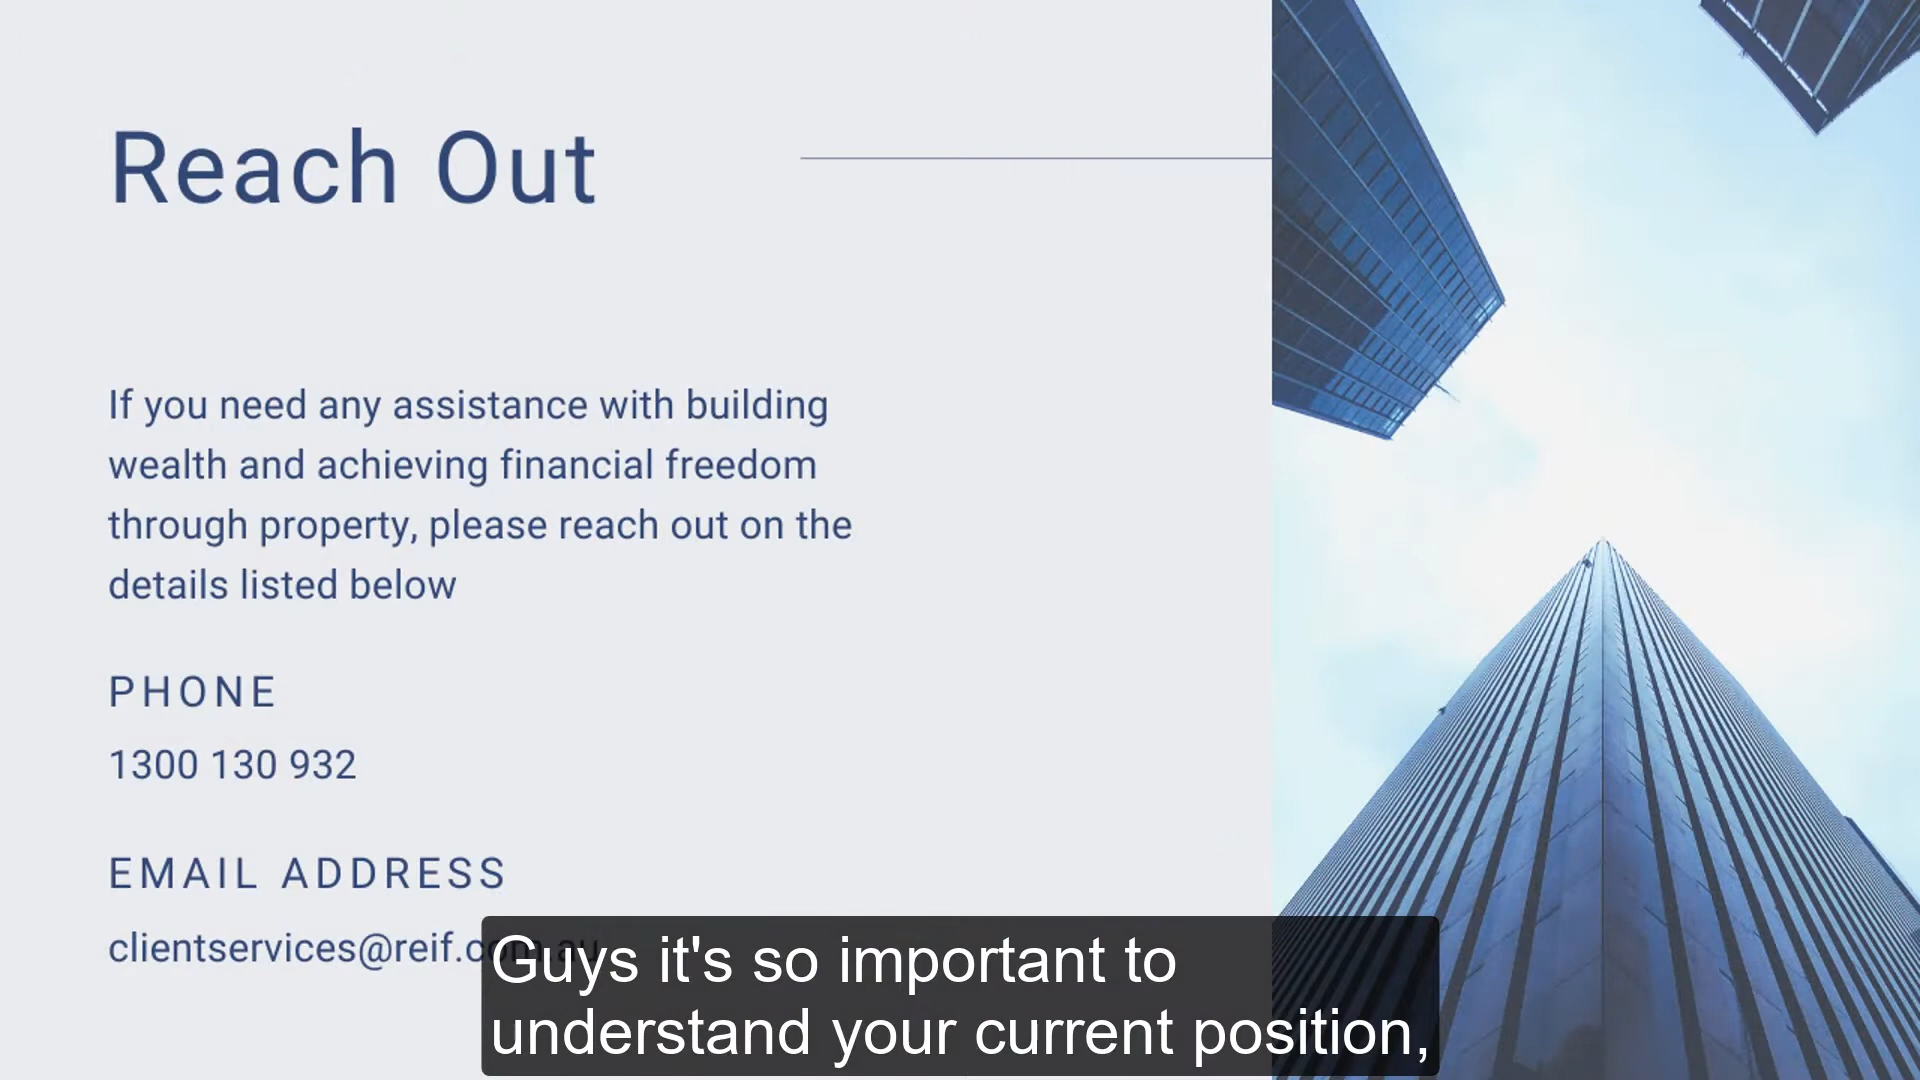 Reach Out
If you need any assistance with building
wealth and achieving financial freedom
through property, please reach out on the
details listed below
PHONE
1300 130 932
EMAIL ADDRESS
clientservices@reif.com.au
Guys it's so important to
understand your current position,